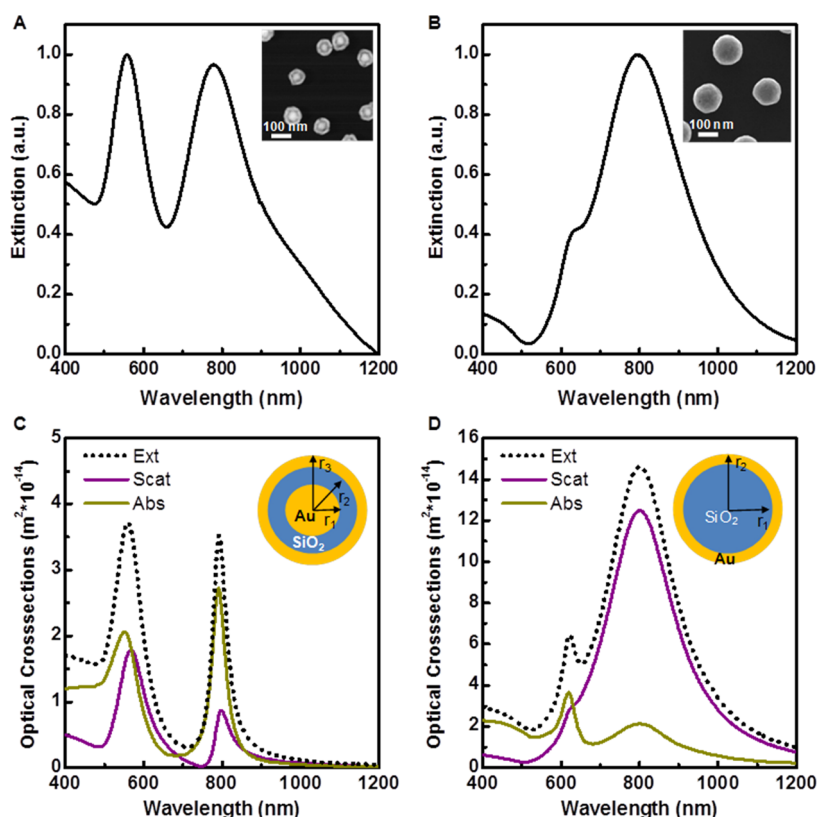 A
1.0
0.8
0.6
0.4
0.2
0.0
Extinction (a.u.)
400 600 800 1000 1200
Wavelength (nm)
100 nm
B
1.0
0.8
0.6
0.4
0.2
0.0
Extinction (a.u.)
400 600 800 1000 1200
Wavelength (nm)
100 nm
C
5
4
3
2
1
0
Optical Crosssections (m²*10⁻¹⁴)
Ext
Scat
Abs
r₃
r₂
Au r₁
SiO₂
400 600 800 1000 1200
Wavelength (nm)
D
16
14
12
10
8
6
4
2
0
Optical Crosssections (m²*10⁻¹⁴)
Ext
Scat
Abs
r₂
SiO₂ r₁
Au
400 600 800 1000 1200
Wavelength (nm)